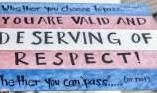 Whether you choose to pass...
YOU ARE VALID AND
DESERVING OF
RESPECT!
Whether you can pass..... (or not)